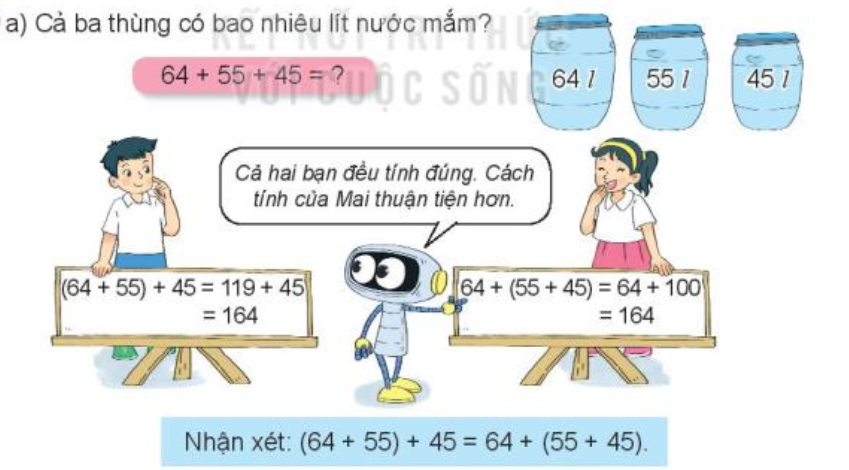 a) Cả ba thùng có bao nhiêu lít nước mắm?
KẾT NỐI TRI THỨC
VỚI CUỘC SỐNG
64 + 55 + 45 = ?
64 l
55 l
45 l
Cả hai bạn đều tính đúng. Cách
tính của Mai thuận tiện hơn.
(64 + 55) + 45 = 119 + 45
= 164
64 + (55 + 45) = 64 + 100
= 164
Nhận xét: (64 + 55) + 45 = 64 + (55 + 45).